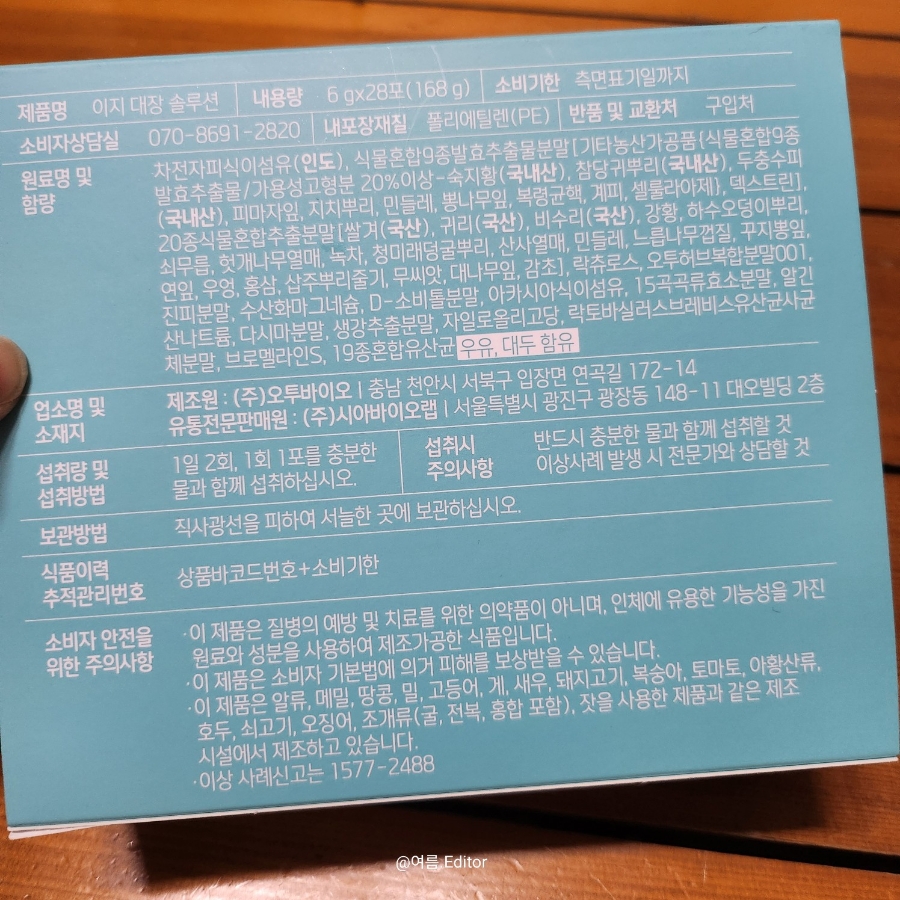 제품명 이지 대장 솔루션 내용량 6 gx28포(168 g) 소비기한 측면표기일까지
소비자상담실 070-8691-2820 내포장재질 폴리에틸렌(PE) 반품 및 교환처 구입처
원료명 및 함량
차전자피식이섬유(인도), 식물혼합9종발효추출물분말[기타농산가공품{식물혼합9종
발효추출물/가용성고형분 20%이상-숙지황(국내산), 참당귀뿌리(국내산), 두충수피
(국내산), 피마자잎, 지치뿌리, 민들레, 뽕나무잎, 복령균핵, 계피, 셀룰라아제}, 덱스트린],
20종식물혼합추출분말[쌀겨(국산), 귀리(국산), 비수리(국산), 강황, 하수오덩이뿌리,
쇠무릅, 헛개나무열매, 녹차, 청미래덩굴뿌리, 산사열매, 민들레, 느릅나무껍질, 꾸지뽕잎,
연잎, 우엉, 홍삼, 삽주뿌리줄기, 무씨앗, 대나무잎, 감초], 락츄로스, 오투허브복합분말001,
진피분말, 수산화마그네슘, D-소비톨분말, 아카시아식이섬유, 15곡곡류효소분말, 알긴
산나트륨, 다시마분말, 생강추출분말, 자일로올리고당, 락토바실러스브레비스유산균사균
체분말, 브로멜라인S, 19종혼합유산균 우유, 대두 함유
업소명 및 소재지
제조원 : (주)오투바이오 | 충남 천안시 서북구 입장면 연곡길 172-14
유통전문판매원 : (주)시아바이오랩 | 서울특별시 광진구 광장동 148-11 대오빌딩 2층
섭취량 및 섭취방법
1일 2회, 1회 1포를 충분한
물과 함께 섭취하십시오.
섭취시 주의사항
반드시 충분한 물과 함께 섭취할 것
이상사례 발생 시 전문가와 상담할 것
보관방법 직사광선을 피하여 서늘한 곳에 보관하십시오.
식품이력 추적관리번호
상품바코드번호+소비기한
소비자 안전을 위한 주의사항
·이 제품은 질병의 예방 및 치료를 위한 의약품이 아니며, 인체에 유용한 기능성을 가진
원료와 성분을 사용하여 제조가공한 식품입니다.
·이 제품은 소비자 기본법에 의거 피해를 보상받을 수 있습니다.
·이 제품은 알류, 메밀, 땅콩, 밀, 고등어, 게, 새우, 돼지고기, 복숭아, 토마토, 아황산류,
호두, 쇠고기, 오징어, 조개류(굴, 전복, 홍합 포함), 잣을 사용한 제품과 같은 제조
시설에서 제조하고 있습니다.
·이상 사례신고는 1577-2488
@여름.Editor